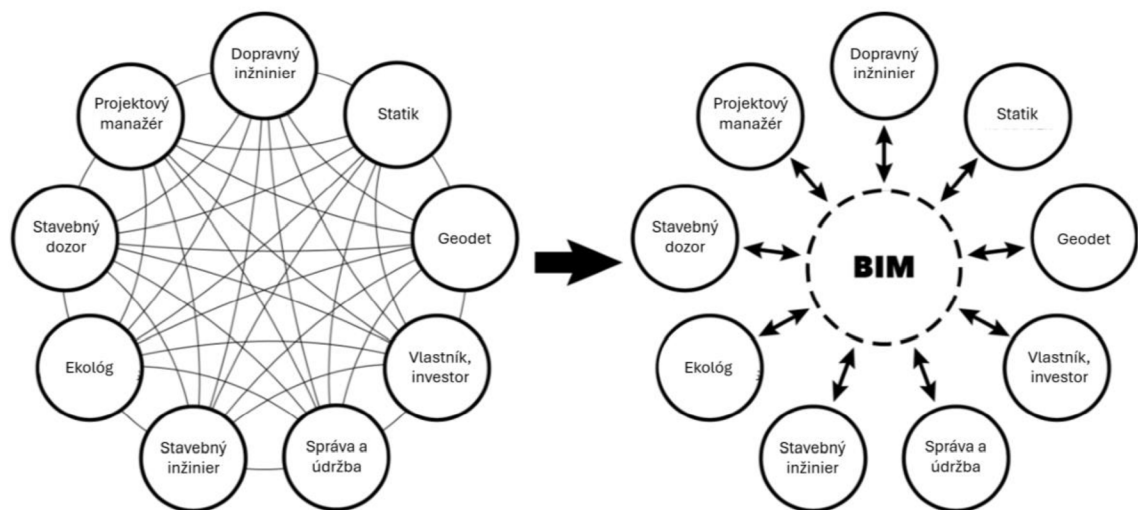 Dopravný
inžninier
Projektový
manažér
Statik
Stavebný
dozor
Geodet
Ekológ
Vlastník,
investor
Stavebný
inžinier
Správa a
údržba
Dopravný
inžninier
Projektový
manažér
Statik
Stavebný
dozor
BIM
Geodet
Ekológ
Vlastník,
investor
Stavebný
inžinier
Správa a
údržba